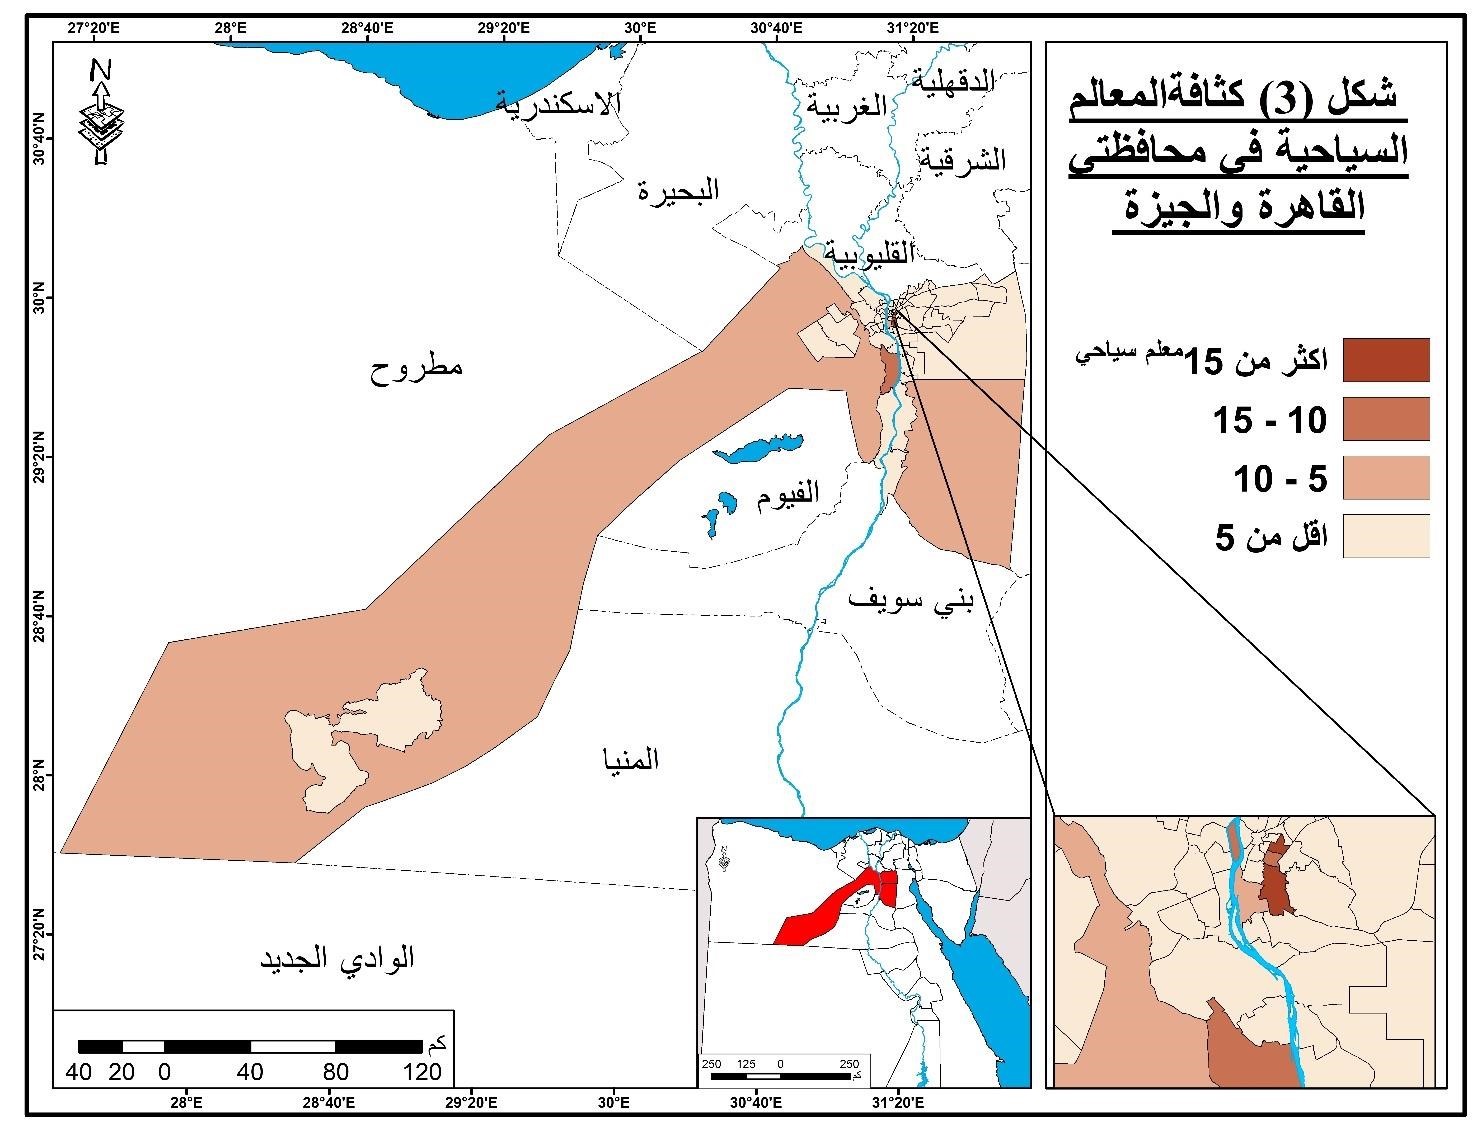 27°20'E 28°E 28°40'E 29°20'E 30°E 30°40'E 31°20'E
شكل (3) كثافةالمعالم
السياحية في محافظتي
القاهرة والجيزة
اكثر من 15معلم سياحي
10 - 15
5 - 10
اقل من 5
N
الدقهلية
الاسكندرية
الغربية
الشرقية
البحيرة
القليوبية
مطروح
الفيوم
بني سويف
المنيا
الوادي الجديد
30°40'N
30°N
29°20'N
28°40'N
28°N
27°20'N
كم
40 20 0 40 80 120
N
250 125 0 250
كم
28°E 28°40'E 29°20'E 30°E 30°40'E 31°20'E